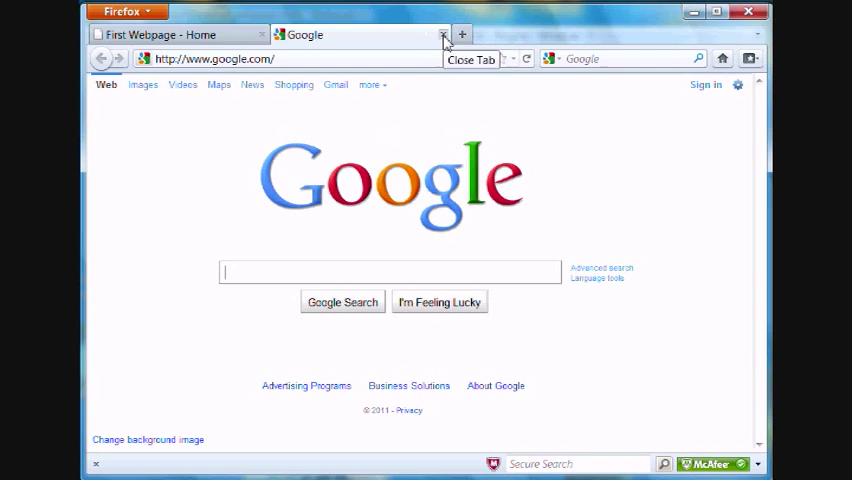 Firefox
First Webpage - Home
Google
http://www.google.com/
Close Tab
Google
Web Images Videos Maps News Shopping Gmail more
Sign in
Google
Advanced search
Language tools
Google Search
I'm Feeling Lucky
Advertising Programs Business Solutions About Google
© 2011 - Privacy
Change background image
Secure Search
McAfee